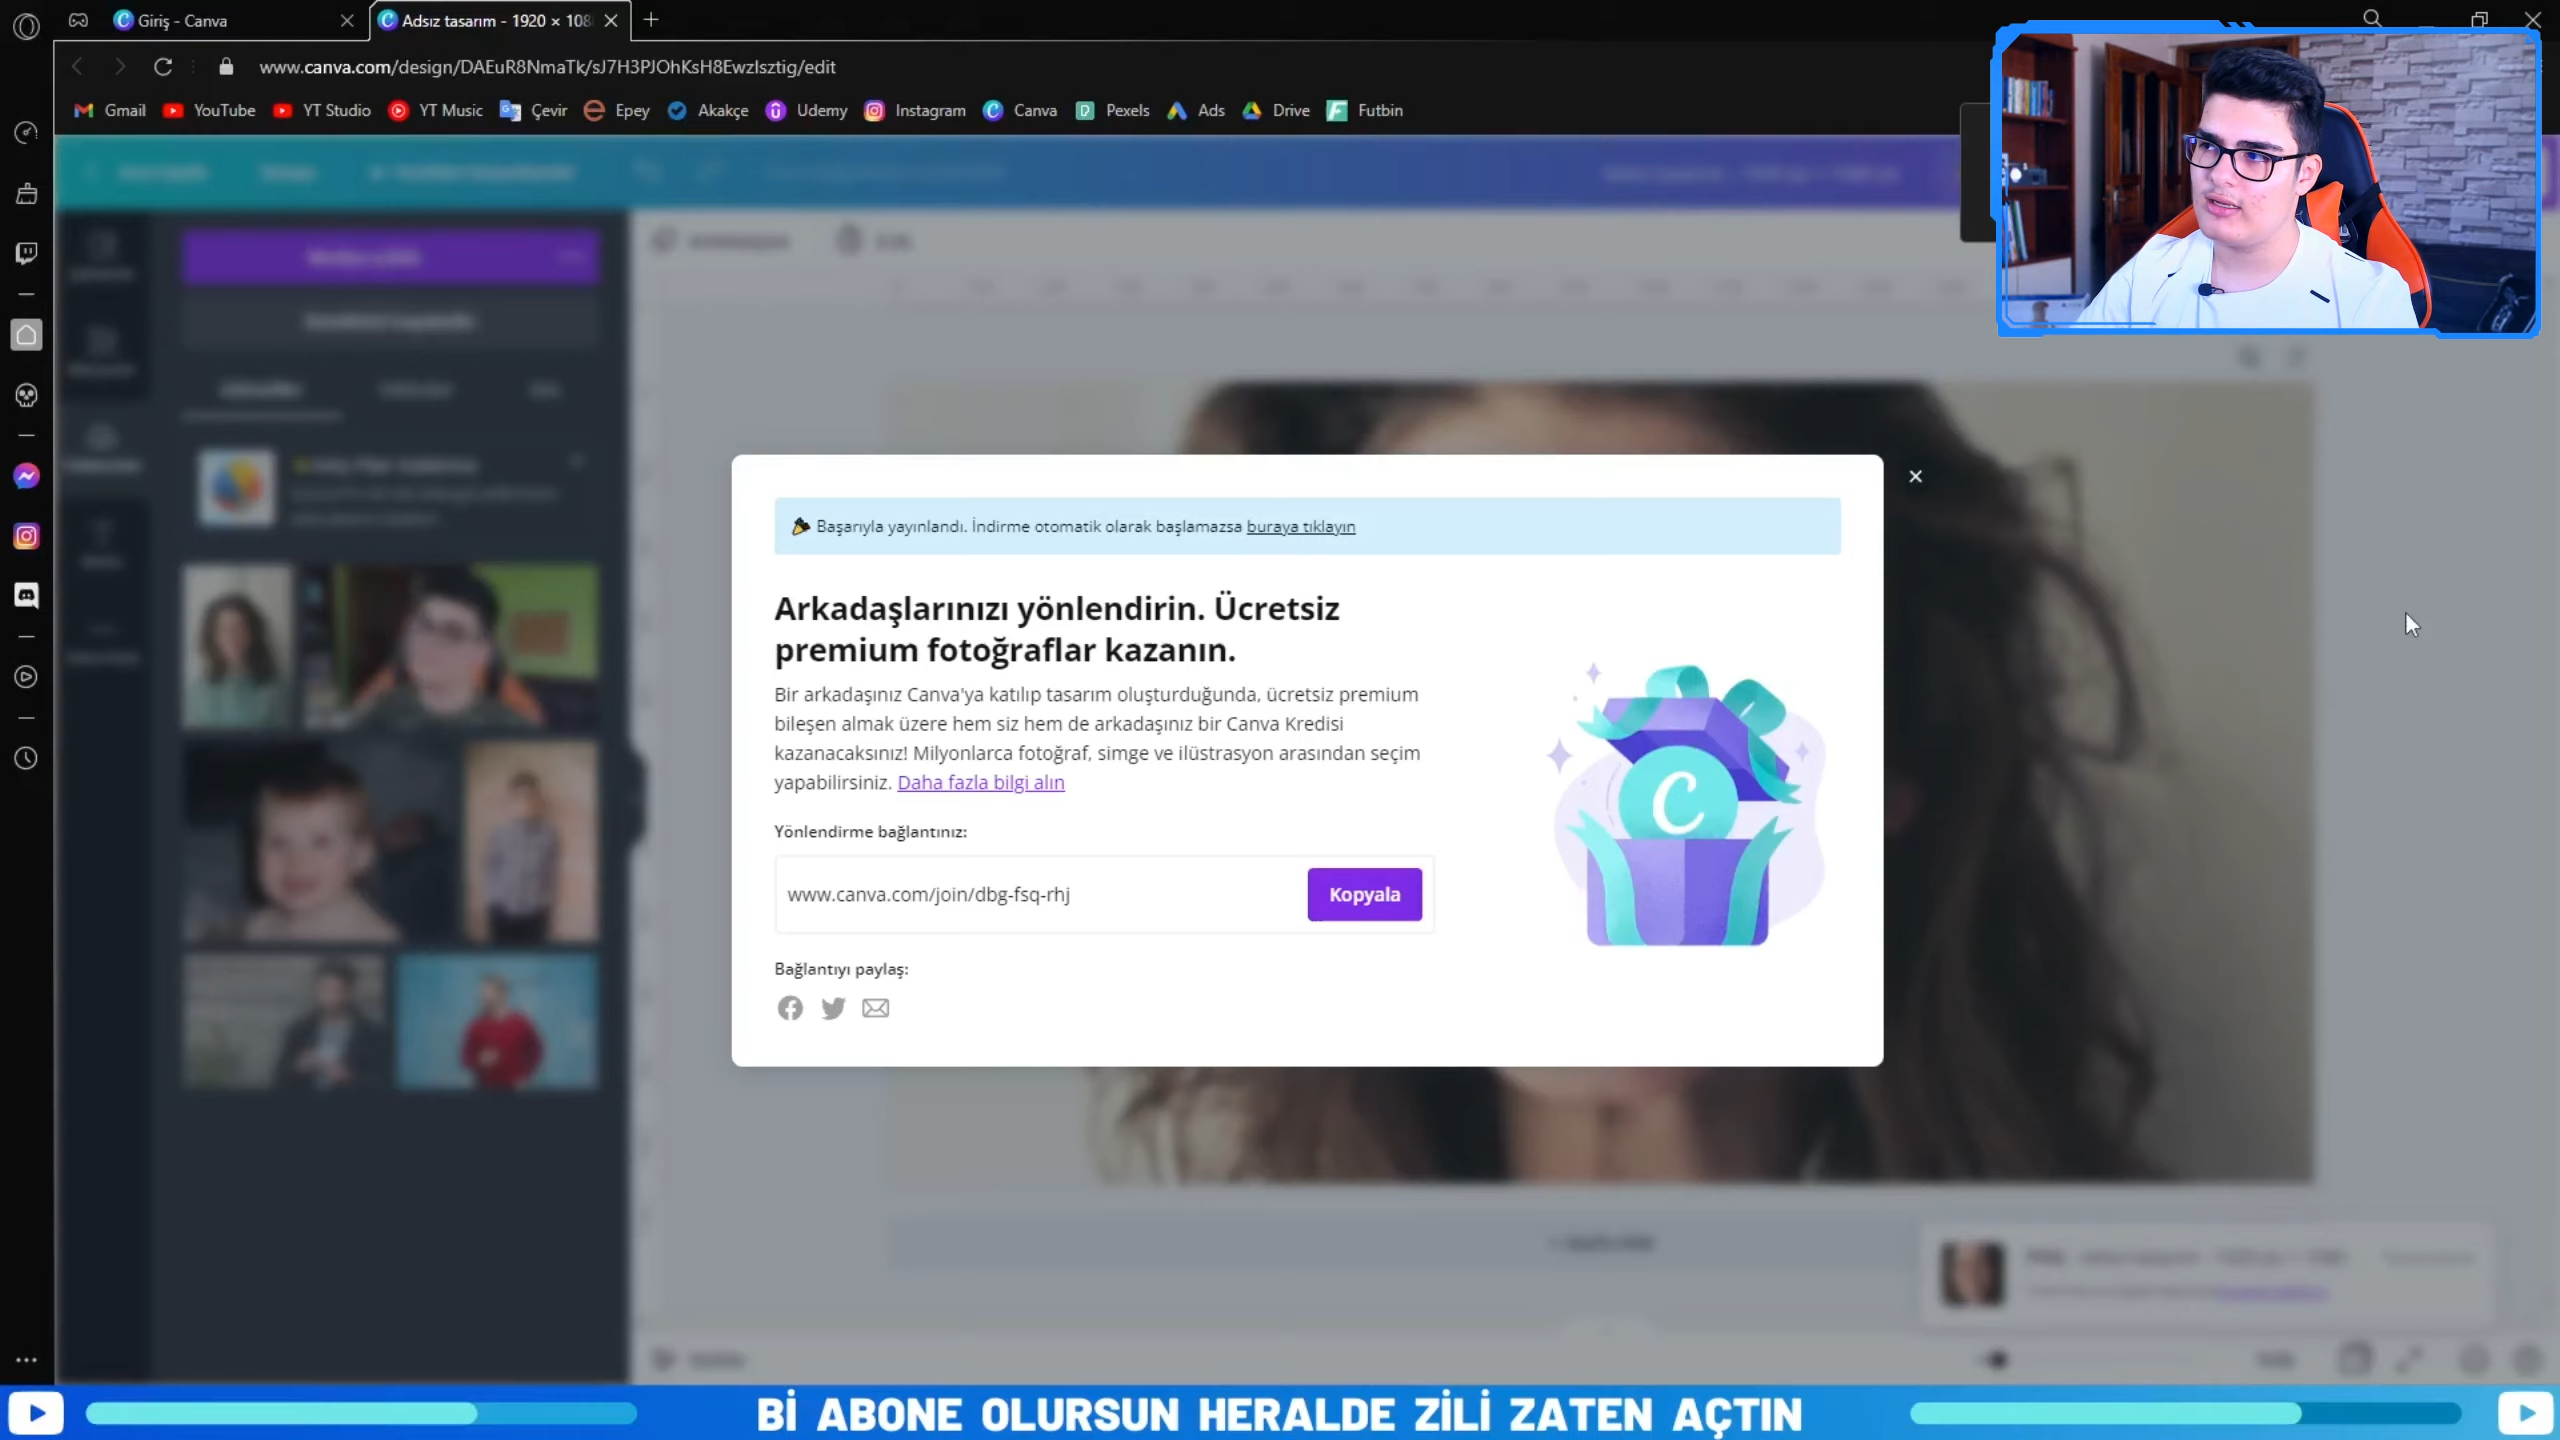 Giriş - Canva
Adsız tasarım - 1920 × 108
www.canva.com/design/DAEuR8NmaTk/sJ7H3PJOhKsH8EwzIsztig/edit
Gmail YouTube YT Studio YT Music Çevir Epey Akakçe Udemy Instagram Canva Pexels Ads Drive Futbin
Başarıyla yayınlandı. İndirme otomatik olarak başlamazsa buraya tıklayın
Arkadaşlarınızı yönlendirin. Ücretsiz
premium fotoğraflar kazanın.
Bir arkadaşınız Canva'ya katılıp tasarım oluşturduğunda, ücretsiz premium
bileşen almak üzere hem siz hem de arkadaşınız bir Canva Kredisi
kazanacaksınız! Milyonlarca fotoğraf, simge ve ilüstrasyon arasından seçim
yapabilirsiniz. Daha fazla bilgi alın
Yönlendirme bağlantınız:
www.canva.com/join/dbg-fsq-rhj
Kopyala
Bağlantıyı paylaş:
Bİ ABONE OLURSUN HERALDE ZİLİ ZATEN AÇTIN